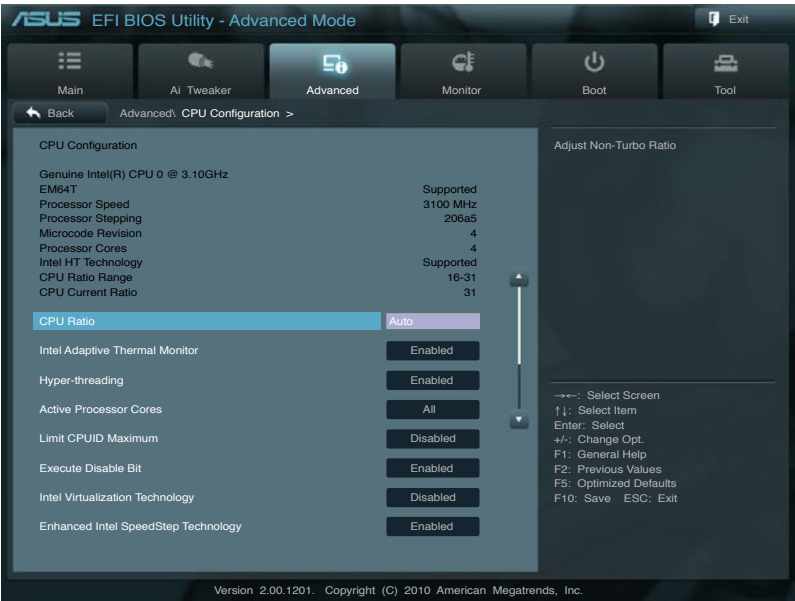 ASUS EFI BIOS Utility - Advanced Mode
Exit
Main
Ai Tweaker
Advanced
Monitor
Boot
Tool
Back
Advanced\ CPU Configuration >
CPU Configuration
Genuine Intel(R) CPU 0 @ 3.10GHz
EM64T Supported
Processor Speed 3100 MHz
Processor Stepping 206a5
Microcode Revision 4
Processor Cores 4
Intel HT Technology Supported
CPU Ratio Range 16-31
CPU Current Ratio 31
CPU Ratio Auto
Intel Adaptive Thermal Monitor Enabled
Hyper-threading Enabled
Active Processor Cores All
Limit CPUID Maximum Disabled
Execute Disable Bit Enabled
Intel Virtualization Technology Disabled
Enhanced Intel SpeedStep Technology Enabled
Adjust Non-Turbo Ratio
→←: Select Screen
↑↓: Select Item
Enter: Select
+/-: Change Opt.
F1: General Help
F2: Previous Values
F5: Optimized Defaults
F10: Save ESC: Exit
Version 2.00.1201. Copyright (C) 2010 American Megatrends, Inc.